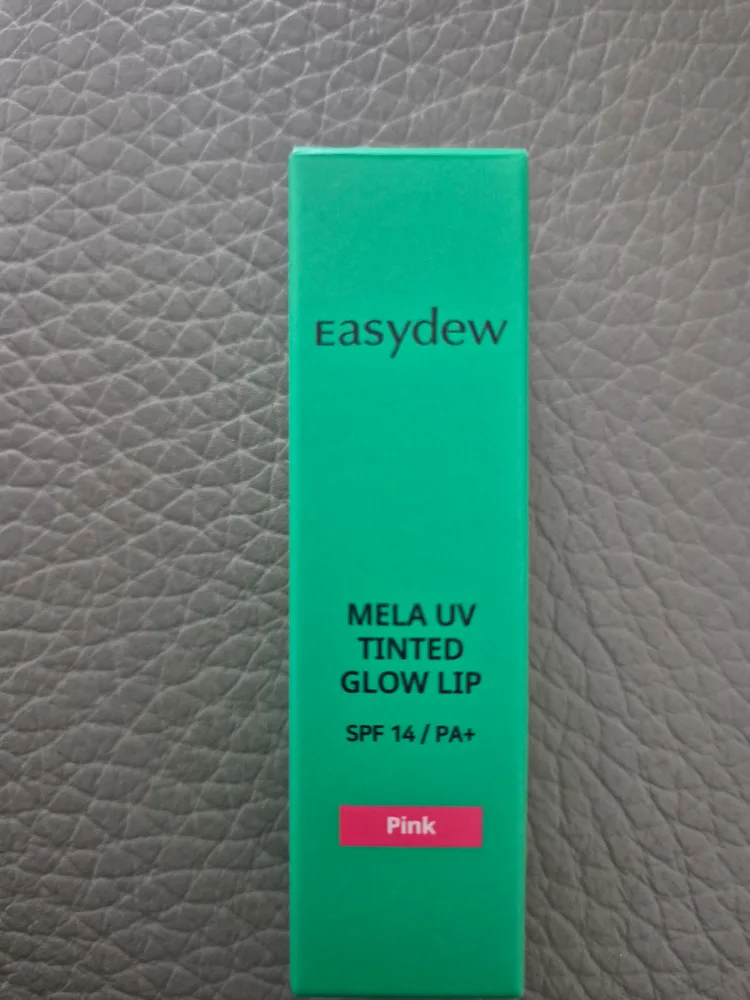 Easydew
MELA UV
TINTED
GLOW LIP
SPF 14 / PA+
Pink